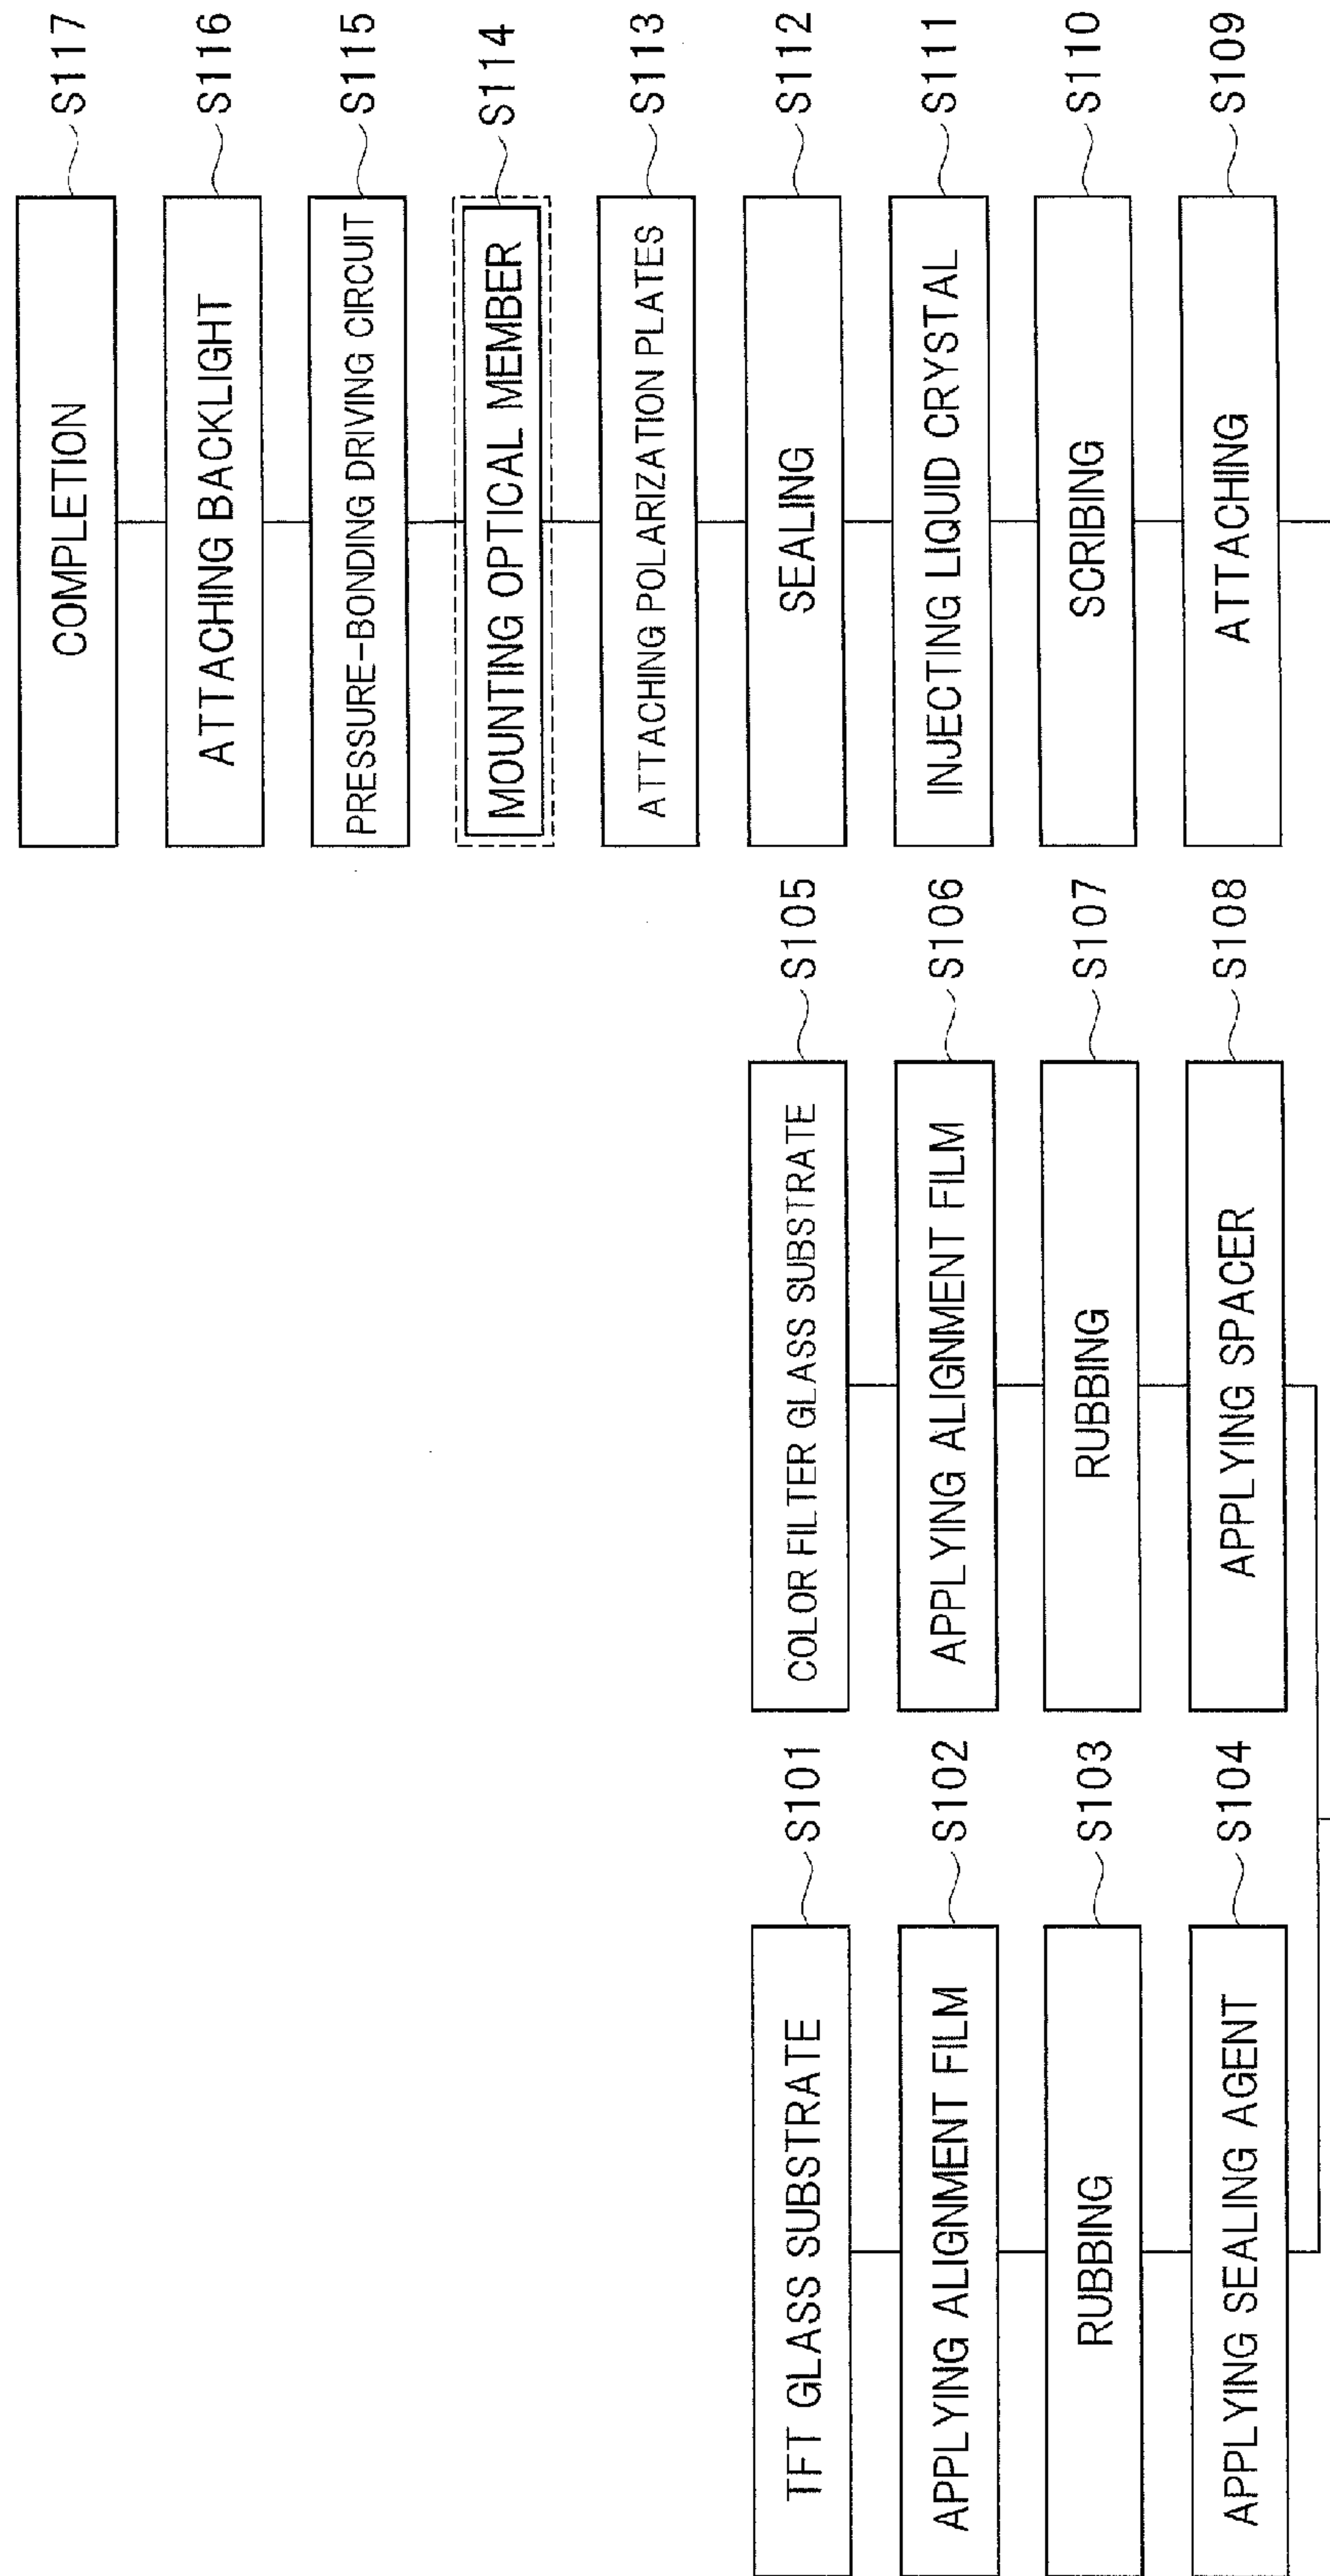 TFT GLASS SUBSTRATE
S101
APPLYING ALIGNMENT FILM
S102
RUBBING
S103
APPLYING SEALING AGENT
S104
COLOR FILTER GLASS SUBSTRATE
S105
APPLYING ALIGNMENT FILM
S106
RUBBING
S107
APPLYING SPACER
S108
COMPLETION
S117
ATTACHING BACKLIGHT
S116
PRESSURE-BONDING DRIVING CIRCUIT
S115
MOUNTING OPTICAL MEMBER
S114
ATTACHING POLARIZATION PLATES
S113
SEALING
S112
INJECTING LIQUID CRYSTAL
S111
SCRIBING
S110
ATTACHING
S109